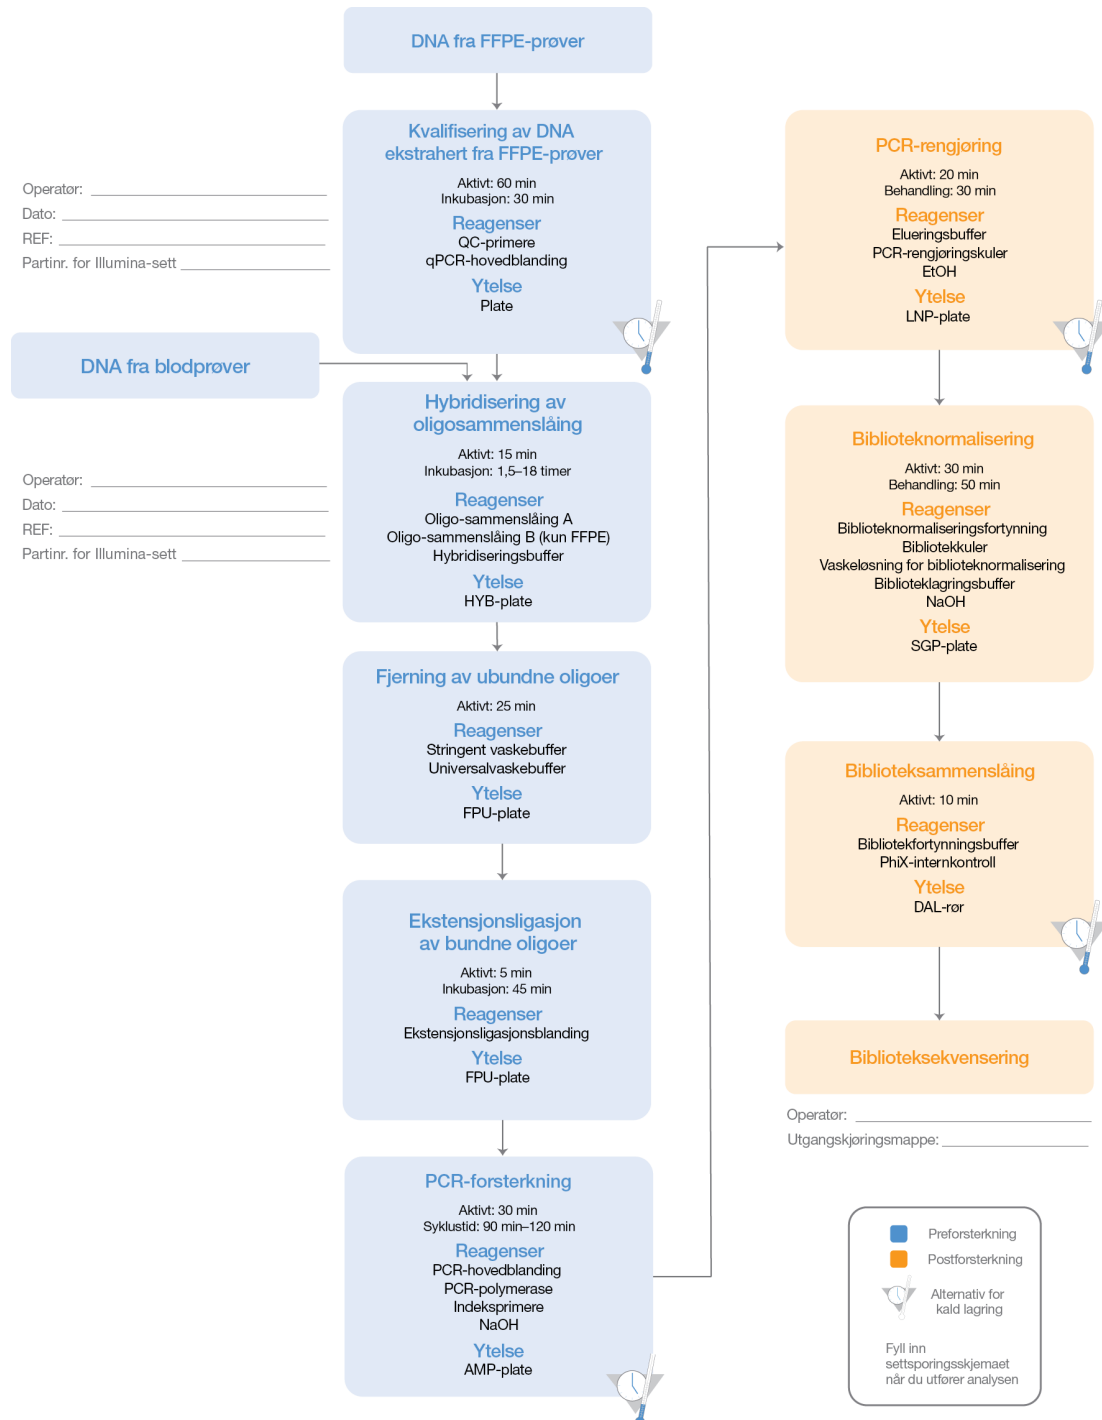 DNA fra FFPE-prøver
Kvalifisering av DNA
ekstrahert fra FFPE-prøver
Aktivt: 60 min
Inkubasjon: 30 min
Reagenser
QC-primere
qPCR-hovedblanding
Ytelse
Plate
Operatør:
Dato:
REF:
Partinr. for Illumina-sett
DNA fra blodprøver
Hybridisering av
oligosammenslåing
Aktivt: 15 min
Inkubasjon: 1,5–18 timer
Reagenser
Oligo-sammenslåing A
Oligo-sammenslåing B (kun FFPE)
Hybridiseringsbuffer
Ytelse
HYB-plate
Operatør:
Dato:
REF:
Partinr. for Illumina-sett
Fjerning av ubundne oligoer
Aktivt: 25 min
Reagenser
Stringent vaskebuffer
Universalvaskebuffer
Ytelse
FPU-plate
Ekstensjonsligasjon
av bundne oligoer
Aktivt: 5 min
Inkubasjon: 45 min
Reagenser
Ekstensjonsligasjonsblanding
Ytelse
FPU-plate
PCR-forsterkning
Aktivt: 30 min
Syklustid: 90 min–120 min
Reagenser
PCR-hovedblanding
PCR-polymerase
Indeksprimere
NaOH
Ytelse
AMP-plate
PCR-rengjøring
Aktivt: 20 min
Behandling: 30 min
Reagenser
Elueringsbuffer
PCR-rengjøringskuler
EtOH
Ytelse
LNP-plate
Biblioteknormalisering
Aktivt: 30 min
Behandling: 50 min
Reagenser
Biblioteknormaliseringsfortynning
Bibliotekkuler
Vaskeløsning for biblioteknormalisering
Biblioteklagringsbuffer
NaOH
Ytelse
SGP-plate
Biblioteksammenslåing
Aktivt: 10 min
Reagenser
Bibliotekfortynningsbuffer
PhiX-internkontroll
Ytelse
DAL-rør
Biblioteksekvensering
Operatør:
Utgangskjøringsmappe:
Preforsterkning
Postforsterkning
Alternativ for
kald lagring
Fyll inn
settsporingsskjemaet
når du utfører analysen